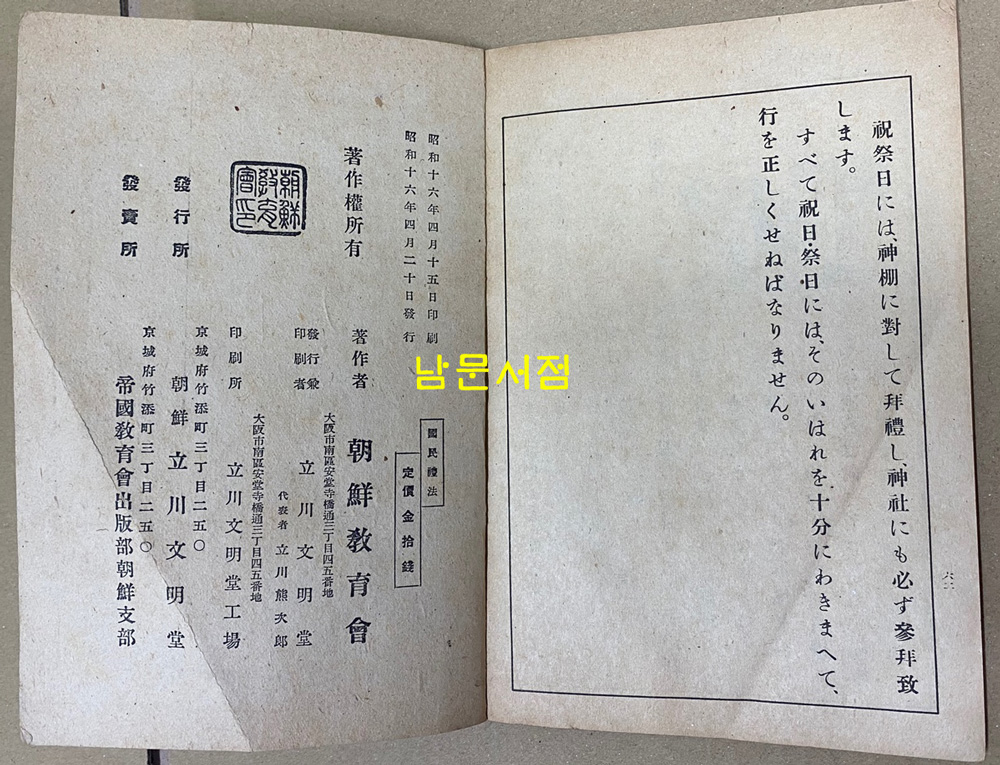 祝祭日には神棚に對して拜禮し、神社にも必ず參拜致
します。
すべて祝日・祭日には、そのいはれを十分にわきまへて、
行を正しくせねばなりません。
六二
昭和十六年四月十五日印刷
昭和十六年四月二十日發行
國民禮法
定價金拾錢
著作權所有
著作者 朝鮮敎育會
大阪市南區安堂寺橋通三丁目四五番地
發行兼印刷者 立川文明堂
代表者 立川熊次郎
大阪市南區安堂寺橋通三丁目四五番地
印刷所 立川文明堂工場
朝鮮敎育會印
京城府竹添町三丁目二五〇
發行所 朝鮮 立川文明堂
京城府竹添町三丁目二五〇
發賣所 帝國敎育會出版部朝鮮支部
남문서점